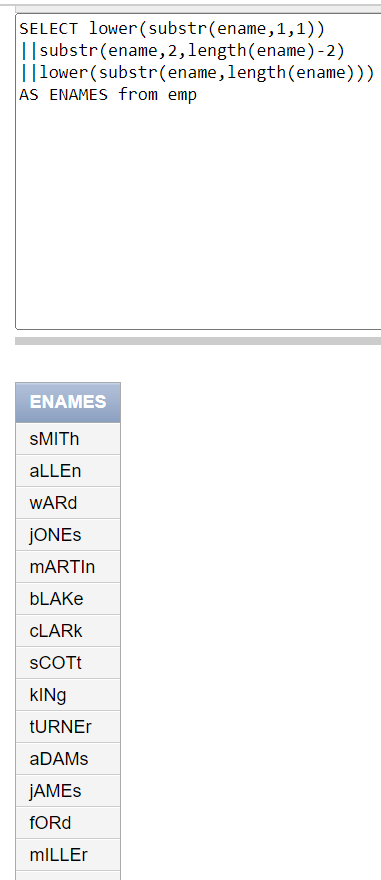 SELECT lower(substr(ename,1,1))
||substr(ename,2,length(ename)-2)
||lower(substr(ename,length(ename)))
AS ENAMES from emp
ENAMES
sMITh
aLLEn
wARd
jONEs
mARTIn
bLAKe
cLARk
sCOTt
kINg
tURNEr
aDAMs
jAMEs
fORd
mILLEr